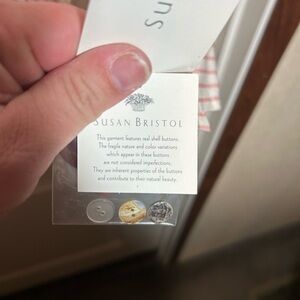 ns
SUSAN BRISTOL
This garment features real shell buttons.
The fragile nature and color variations
which appear in these buttons
are not considered imperfections.
They are inherent properties of the buttons
and contribute to their natural beauty.